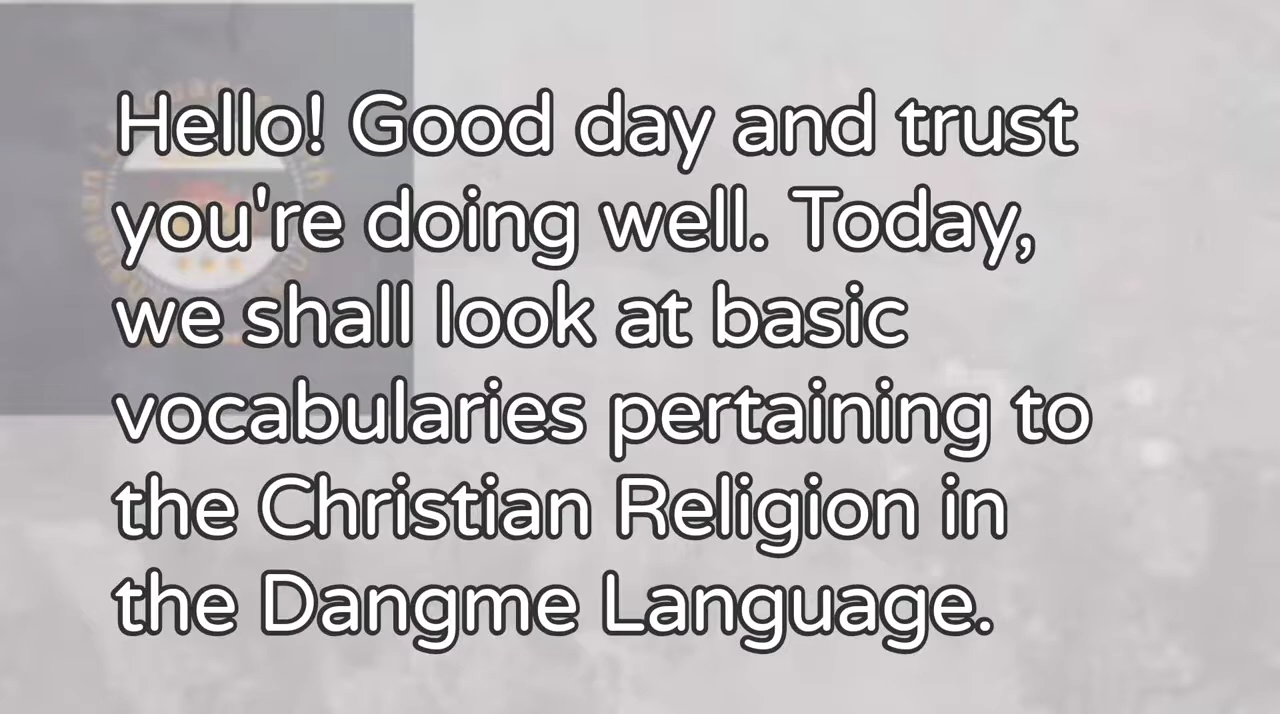 Hello! Good day and trust
you're doing well. Today,
we shall look at basic
vocabularies pertaining to
the Christian Religion in
the Dangme Language.